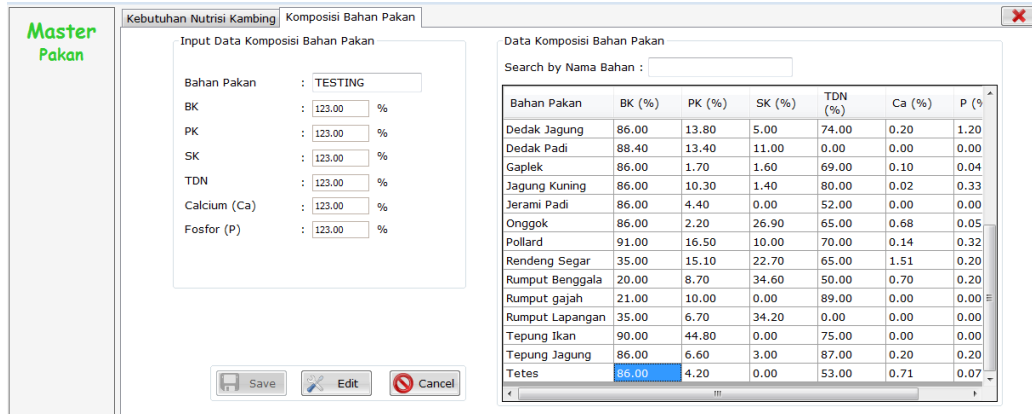 Master
Pakan
Kebutuhan Nutrisi Kambing Komposisi Bahan Pakan
Input Data Komposisi Bahan Pakan
Bahan Pakan : TESTING
BK : 123.00 %
PK : 123.00 %
SK : 123.00 %
TDN : 123.00 %
Calcium (Ca) : 123.00 %
Fosfor (P) : 123.00 %
Save Edit Cancel
Data Komposisi Bahan Pakan
Search by Nama Bahan :
Bahan Pakan BK (%) PK (%) SK (%) TDN (%) Ca (%) P (%
Dedak Jagung 86.00 13.80 5.00 74.00 0.20 1.20
Dedak Padi 88.40 13.40 11.00 0.00 0.00 0.00
Gaplek 86.00 1.70 1.60 69.00 0.10 0.04
Jagung Kuning 86.00 10.30 1.40 80.00 0.02 0.33
Jerami Padi 86.00 4.40 0.00 52.00 0.00 0.00
Onggok 86.00 2.20 26.90 65.00 0.68 0.05
Pollard 91.00 16.50 10.00 70.00 0.14 0.32
Rendeng Segar 35.00 15.10 22.70 65.00 1.51 0.20
Rumput Benggala 20.00 8.70 34.60 50.00 0.70 0.20
Rumput gajah 21.00 10.00 0.00 89.00 0.00 0.00
Rumput Lapangan 35.00 6.70 34.20 0.00 0.00 0.00
Tepung Ikan 90.00 44.80 0.00 75.00 0.00 0.00
Tepung Jagung 86.00 6.60 3.00 87.00 0.20 0.20
Tetes 86.00 4.20 0.00 53.00 0.71 0.07